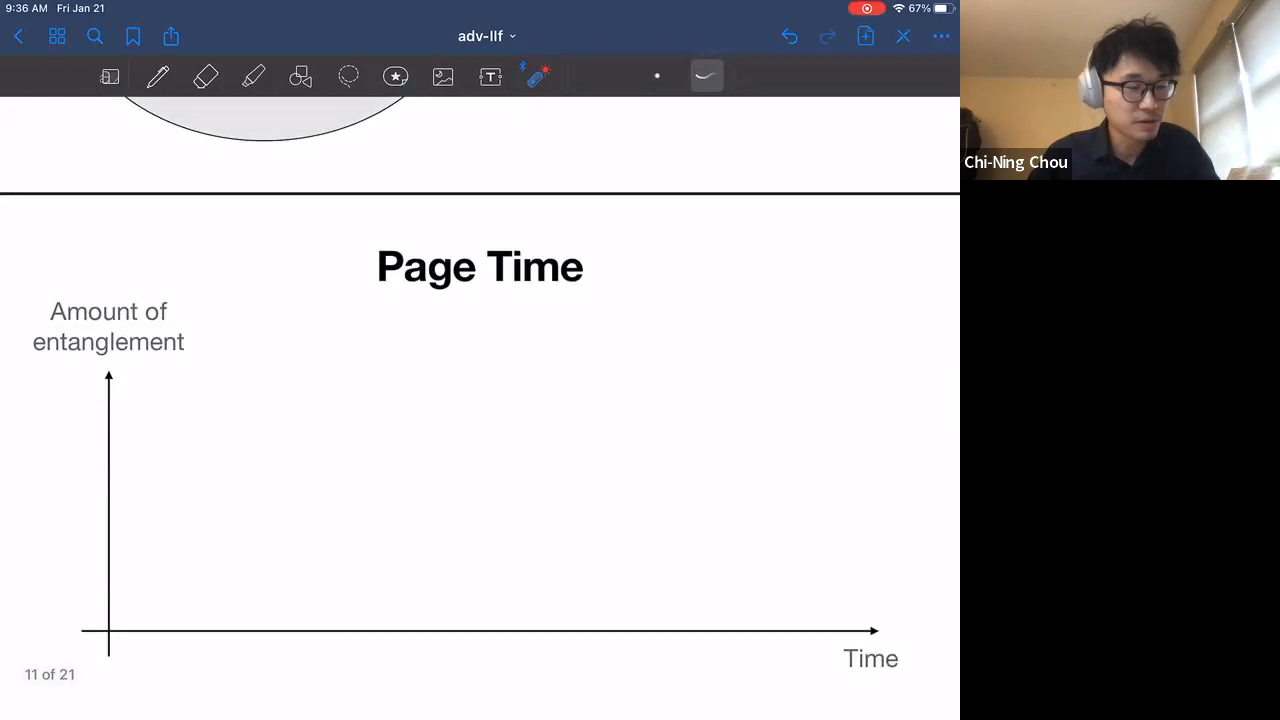 9:36 AM Fri Jan 21
67%
adv-llf
T
Chi-Ning Chou
Page Time
Amount of
entanglement
Time
11 of 21